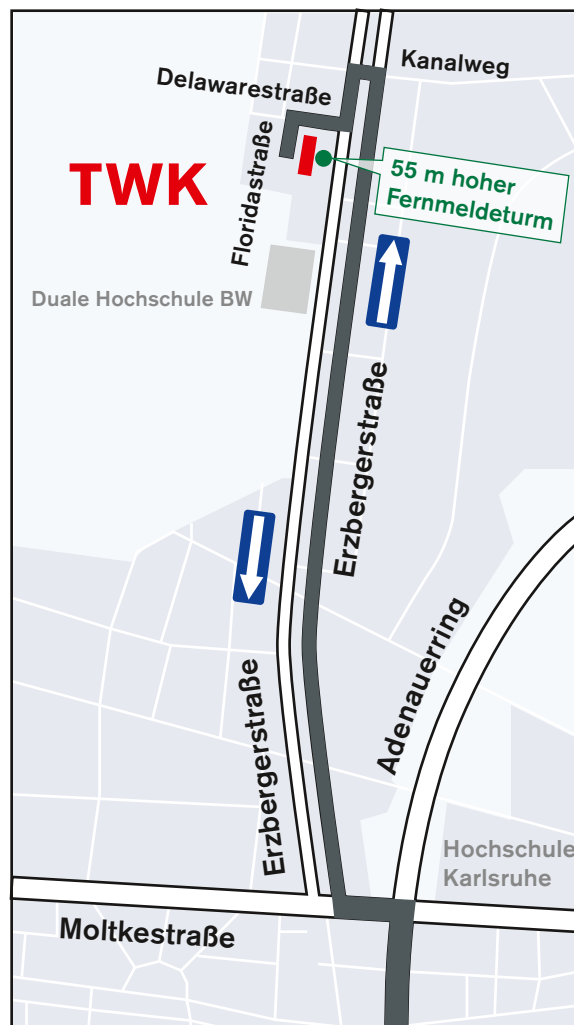 Kanalweg
Delawarestraße
55 m hoher
Fernmeldeturm
TWK
Floridastraße
Duale Hochschule BW
Erzbergerstraße
Adenauerring
Erzbergerstraße
Hochschule
Karlsruhe
Moltkestraße